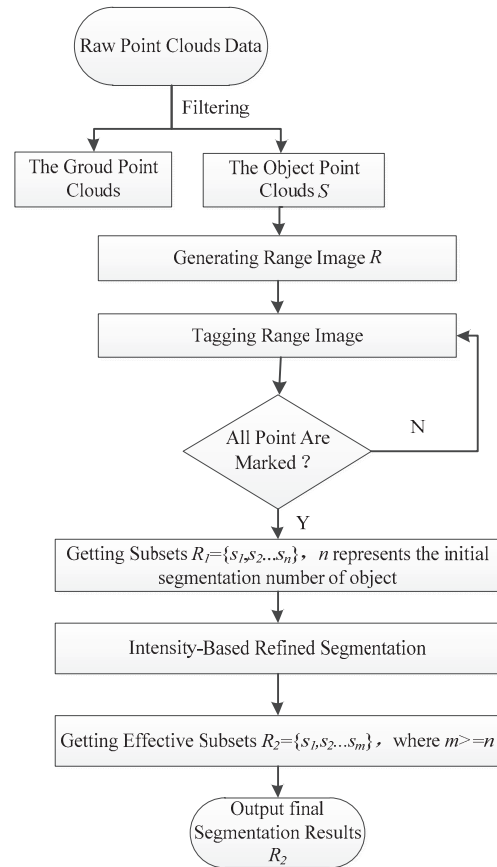 Raw Point Clouds Data
Filtering
The Groud Point
Clouds
The Object Point
Clouds S
Generating Range Image R
Tagging Range Image
All Point Are
Marked？
N
Y
Getting Subsets R1={s1,s2...sn}，n represents the initial
segmentation number of object
Intensity-Based Refined Segmentation
Getting Effective Subsets R2={s1,s2...sm}，where m>=n
Output final
Segmentation Results
R2